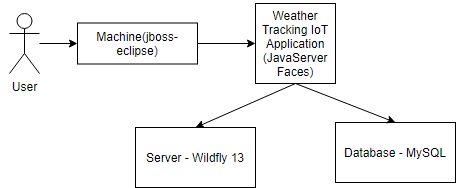 User
Machine(jboss-
eclipse)
Weather
Tracking IoT
Application
(JavaServer
Faces)
Server - Wildfly 13
Database - MySQL